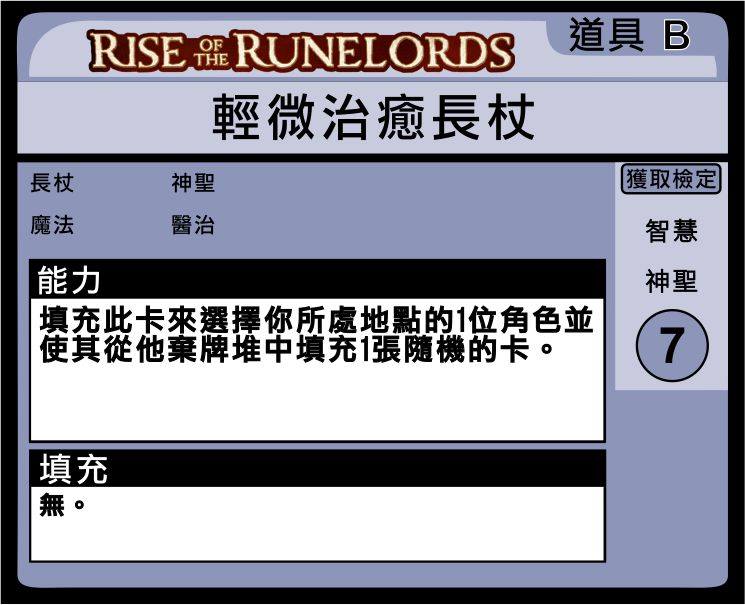 RISE OF THE RUNELORDS
道具 B
輕微治癒長杖
長杖 神聖
魔法 醫治
獲取檢定
智慧
神聖
7
能力
填充此卡來選擇你所處地點的1位角色並
使其從他棄牌堆中填充1張隨機的卡。
填充
無。